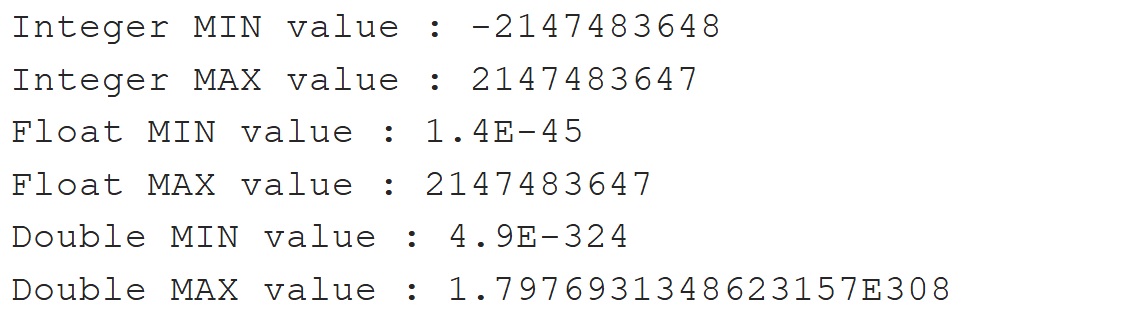 Integer MIN value : -2147483648
Integer MAX value : 2147483647
Float MIN value : 1.4E-45
Float MAX value : 2147483647
Double MIN value : 4.9E-324
Double MAX value : 1.7976931348623157E308